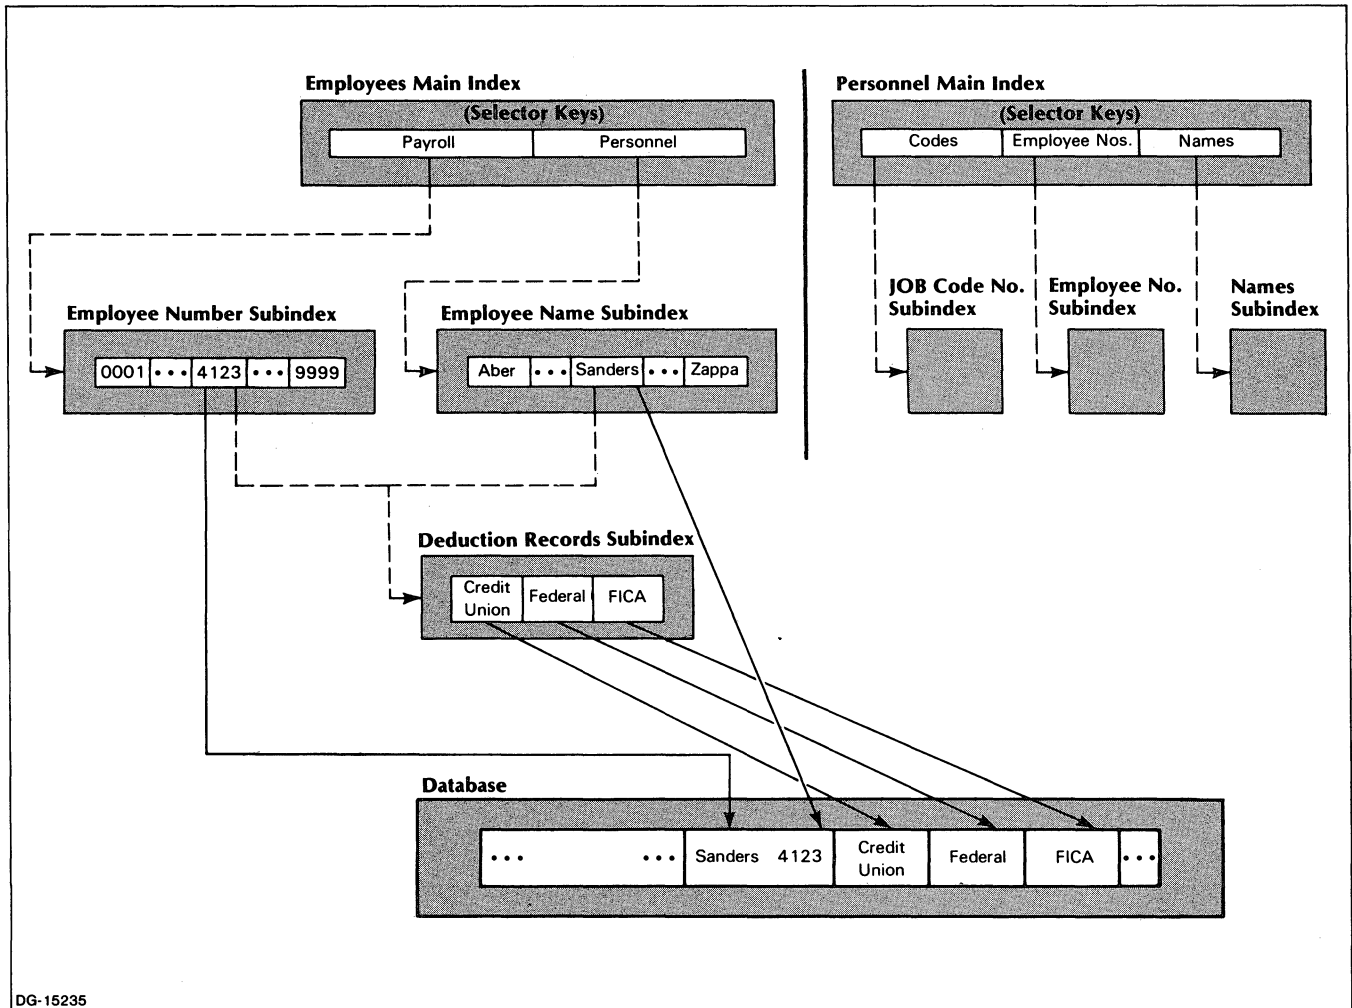 Employees Main Index
(Selector Keys)
Payroll
Personnel
Personnel Main Index
(Selector Keys)
Codes
Employee Nos.
Names
Employee Number Subindex
0001 ••• 4123 ••• 9999
Employee Name Subindex
Aber ••• Sanders ••• Zappa
JOB Code No.
Subindex
Employee No.
Subindex
Names
Subindex
Deduction Records Subindex
Credit
Union
Federal
FICA
Database
••• ••• Sanders 4123
Credit
Union
Federal
FICA
•••
DG-15235